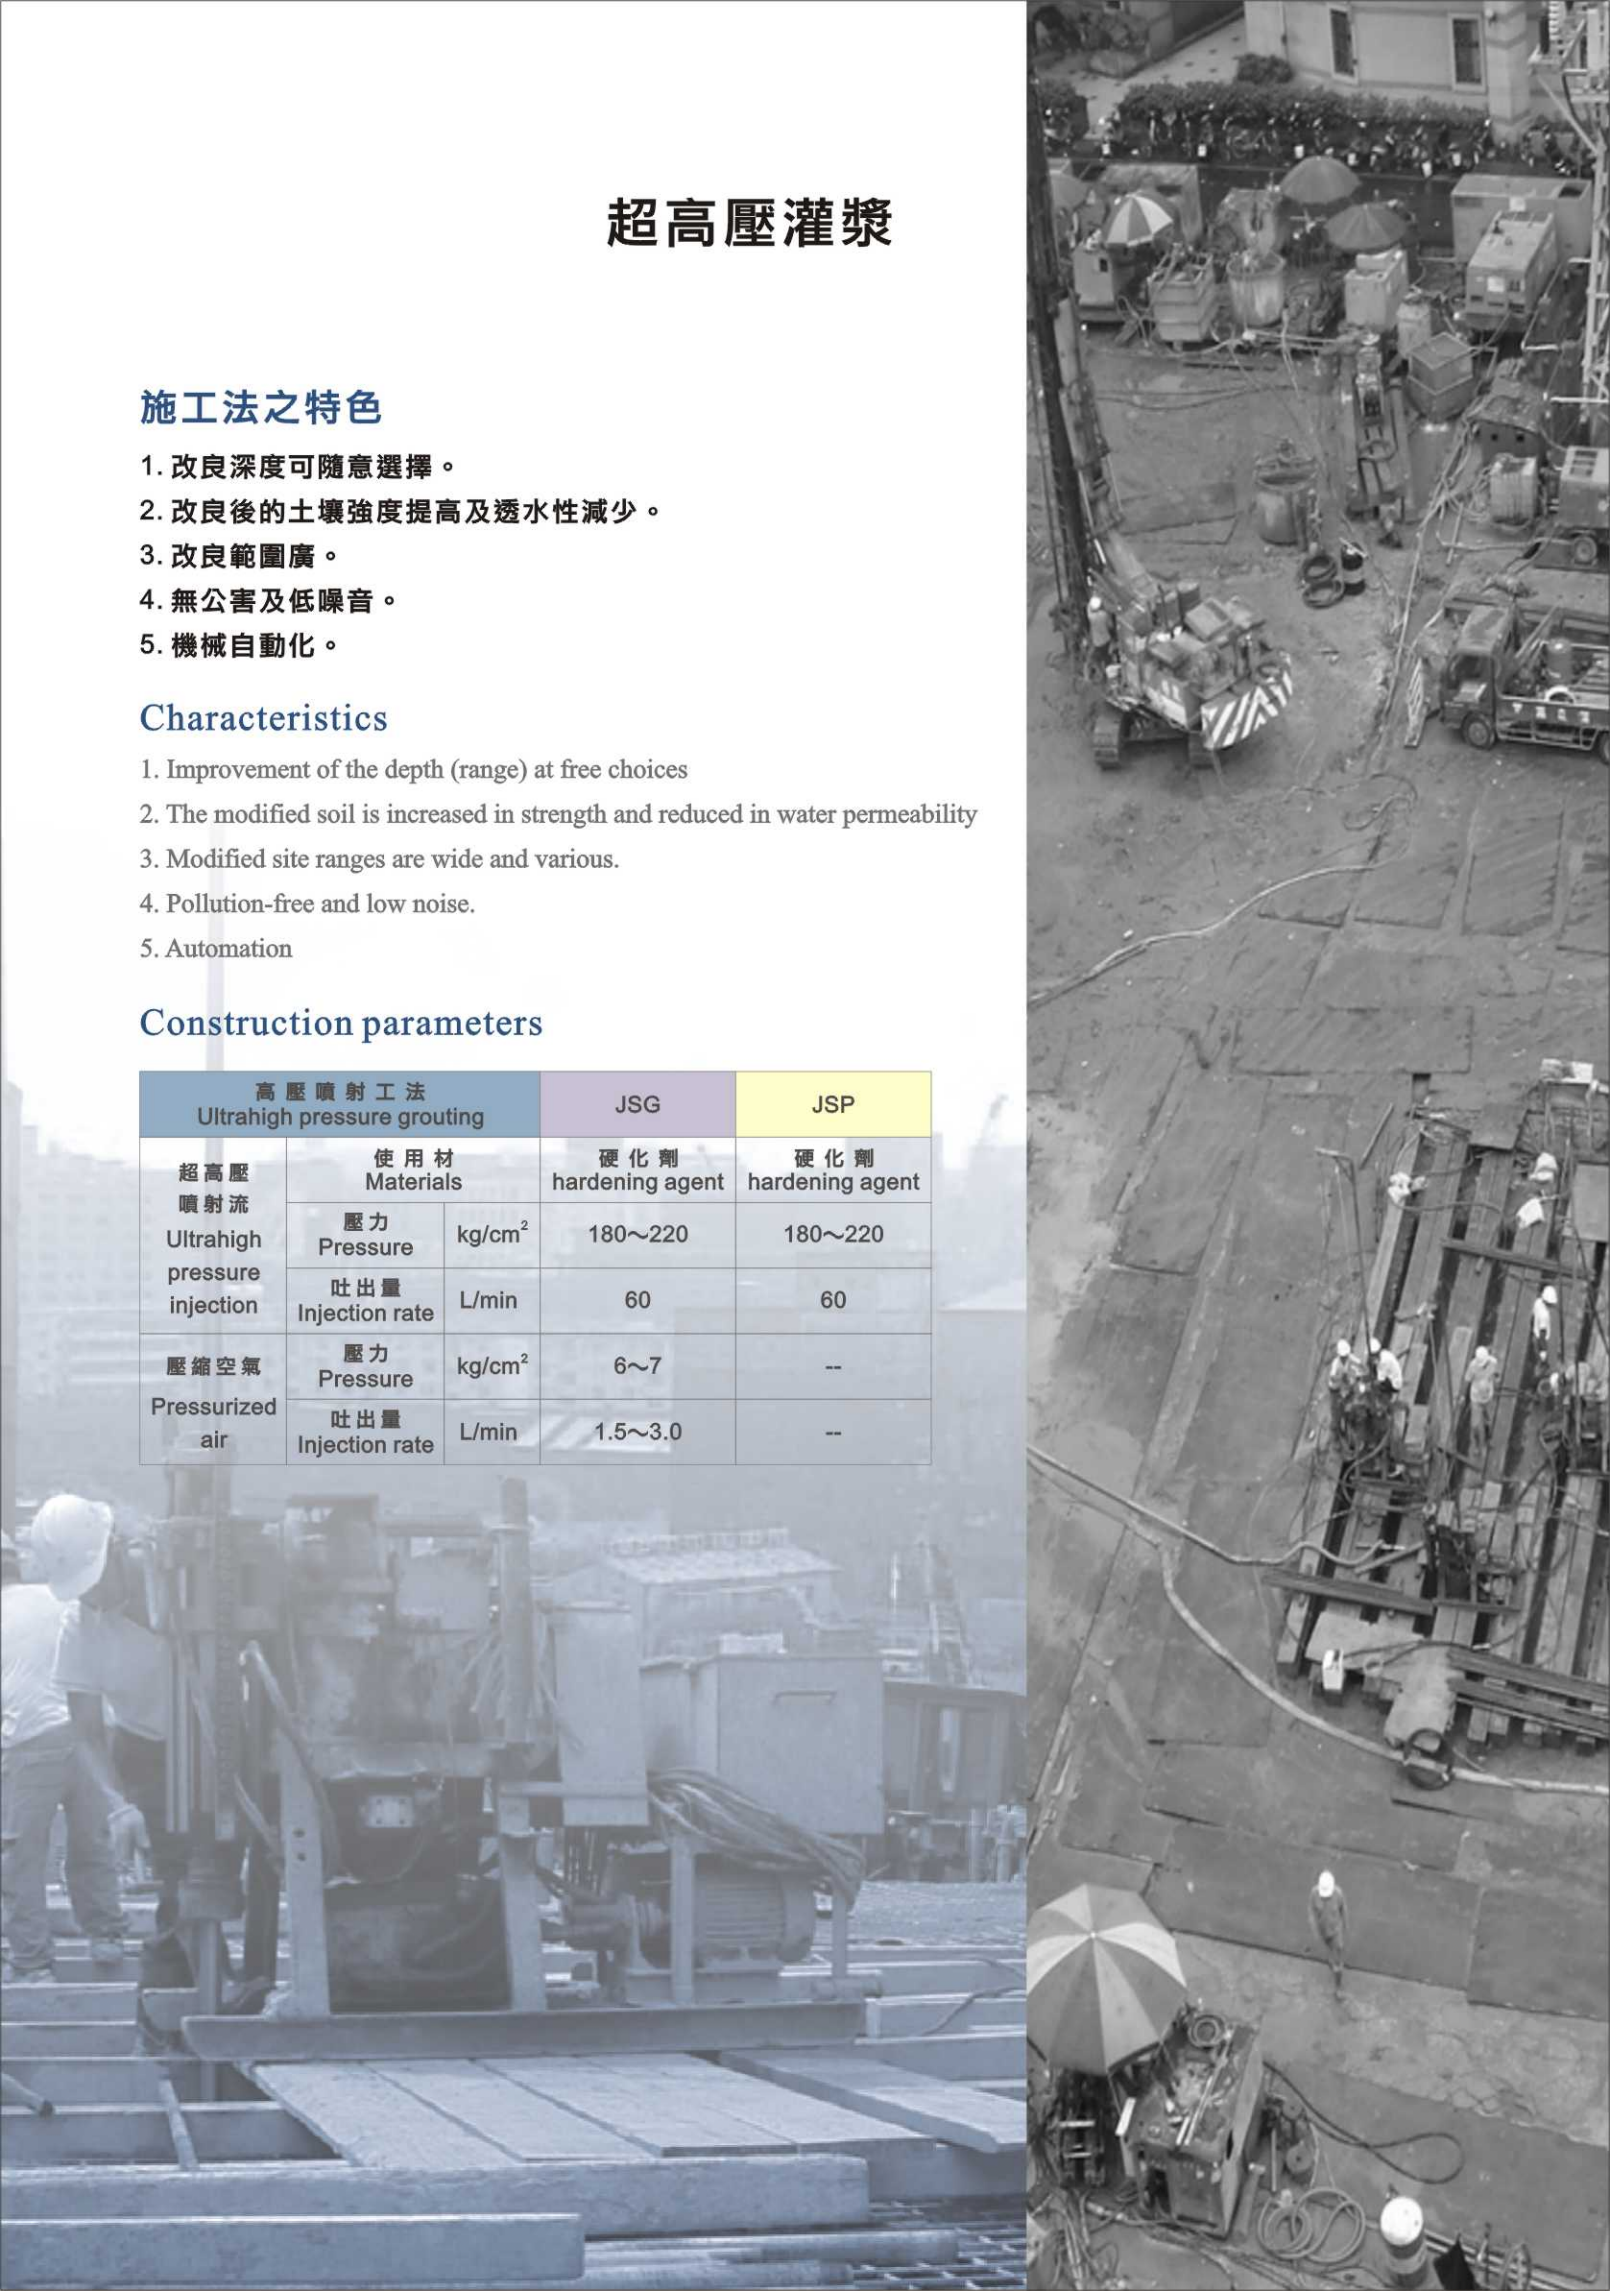 超高壓灌漿
施工法之特色
1. 改良深度可隨意選擇。
2. 改良後的土壤強度提高及透水性減少。
3. 改良範圍廣。
4. 無公害及低噪音。
5. 機械自動化。
Characteristics
1. Improvement of the depth (range) at free choices
2. The modified soil is increased in strength and reduced in water permeability
3. Modified site ranges are wide and various.
4. Pollution-free and low noise.
5. Automation
Construction parameters
高壓噴射工法
Ultrahigh pressure grouting
JSG
JSP
超高壓
噴射流
Ultrahigh
pressure
injection
使用材
Materials
硬化劑
hardening agent
硬化劑
hardening agent
壓力
Pressure
kg/cm²
180～220
180～220
吐出量
Injection rate
L/min
60
60
壓縮空氣
Pressurized
air
壓力
Pressure
kg/cm²
6～7
--
吐出量
Injection rate
L/min
1.5～3.0
--